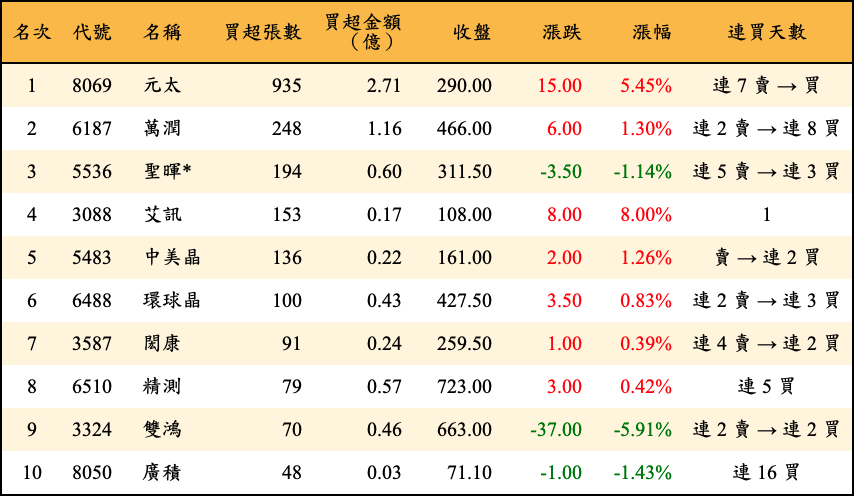 名次 代號 名稱 買超張數 買超金額（億） 收盤 漲跌 漲幅 連買天數
1 8069 元太 935 2.71 290.00 15.00 5.45% 連 7 賣 → 買
2 6187 萬潤 248 1.16 466.00 6.00 1.30% 連 2 賣 → 連 8 買
3 5536 聖暉* 194 0.60 311.50 -3.50 -1.14% 連 5 賣 → 連 3 買
4 3088 艾訊 153 0.17 108.00 8.00 8.00% 1
5 5483 中美晶 136 0.22 161.00 2.00 1.26% 賣 → 連 2 買
6 6488 環球晶 100 0.43 427.50 3.50 0.83% 連 2 賣 → 連 3 買
7 3587 閎康 91 0.24 259.50 1.00 0.39% 連 4 賣 → 連 2 買
8 6510 精測 79 0.57 723.00 3.00 0.42% 連 5 買
9 3324 雙鴻 70 0.46 663.00 -37.00 -5.91% 連 2 賣 → 連 2 買
10 8050 廣積 48 0.03 71.10 -1.00 -1.43% 連 16 買